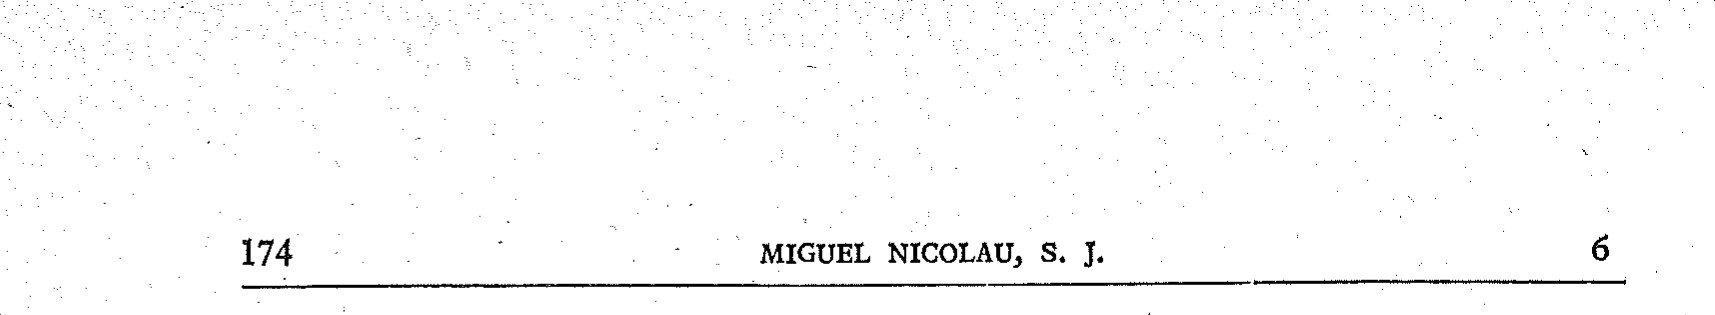 174 MIGUEL NICOLAU, S. J. 6